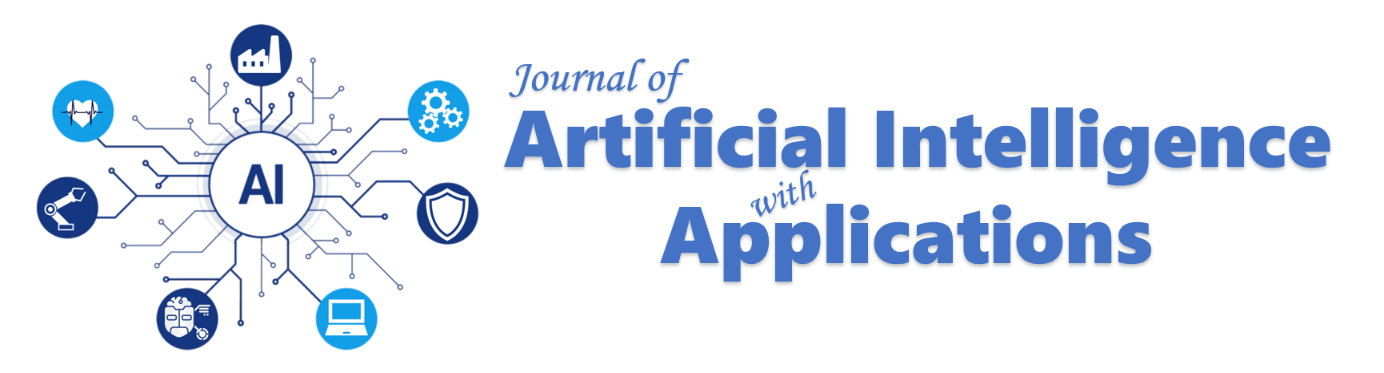 AI
Journal of
Artificial Intelligence
with
Applications